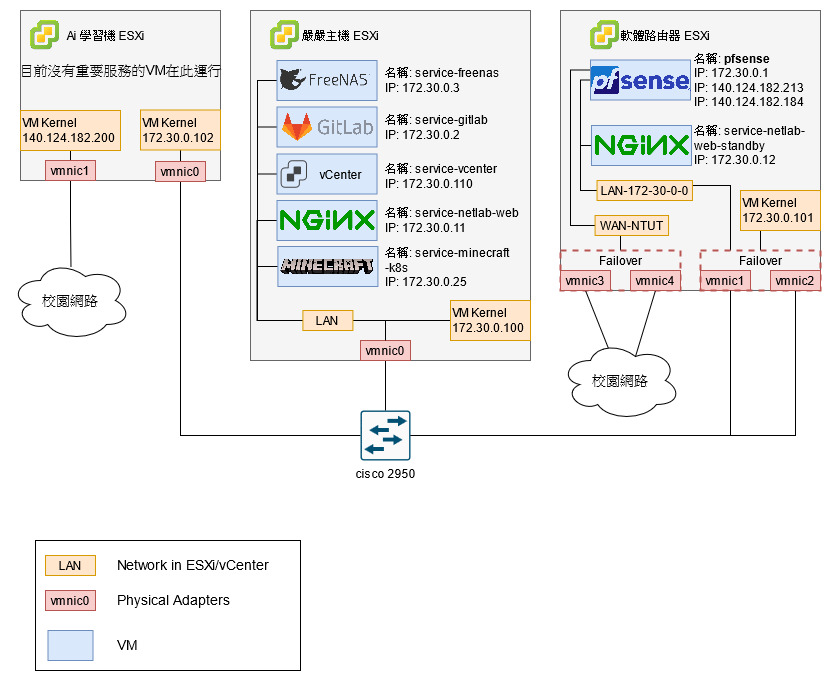 Ai 學習機 ESXi
目前沒有重要服務的VM在此運行
VM Kernel
140.124.182.200
VM Kernel
172.30.0.102
vmnic1
vmnic0
校園網路
嚴嚴主機 ESXi
FreeNAS
名稱: service-freenas
IP: 172.30.0.3
GitLab
名稱: service-gitlab
IP: 172.30.0.2
vCenter
名稱: service-vcenter
IP: 172.30.0.110
NGINX
名稱: service-netlab-web
IP: 172.30.0.11
MINECRAFT
名稱: service-minecraft
-k8s
IP: 172.30.0.25
LAN
VM Kernel
172.30.0.100
vmnic0
軟體路由器 ESXi
pfsense
名稱: pfsense
IP: 172.30.0.1
IP: 140.124.182.213
IP: 140.124.182.184
NGINX
名稱: service-netlab-
web-standby
IP: 172.30.0.12
LAN-172-30-0-0
WAN-NTUT
VM Kernel
172.30.0.101
Failover
vmnic3
vmnic4
Failover
vmnic1
vmnic2
校園網路
cisco 2950
LAN
Network in ESXi/vCenter
vmnic0
Physical Adapters
VM